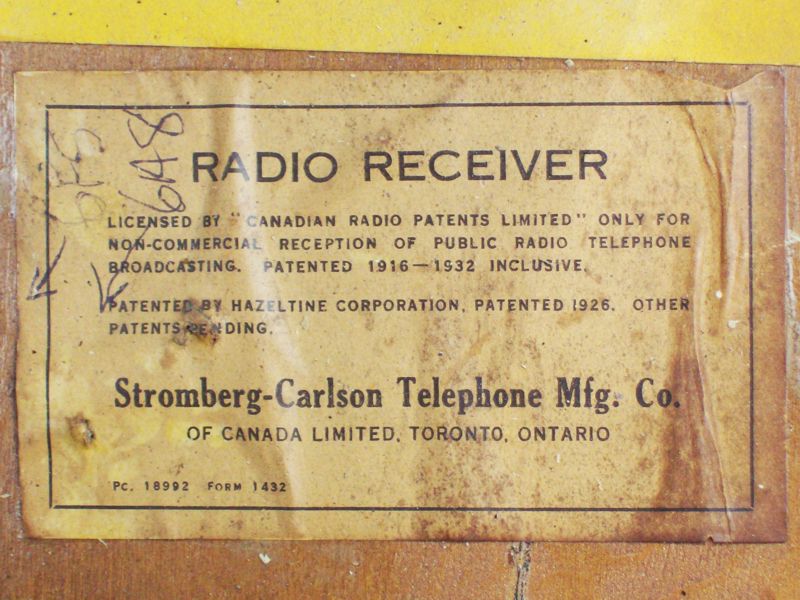 6A8
RADIO RECEIVER
LICENSED BY "CANADIAN RADIO PATENTS LIMITED" ONLY FOR
NON-COMMERCIAL RECEPTION OF PUBLIC RADIO TELEPHONE
BROADCASTING. PATENTED 1916—1932 INCLUSIVE.
PATENTED BY HAZELTINE CORPORATION, PATENTED 1926. OTHER
PATENTS PENDING.
Stromberg-Carlson Telephone Mfg. Co.
OF CANADA LIMITED, TORONTO, ONTARIO
PC. 18992 FORM 1432